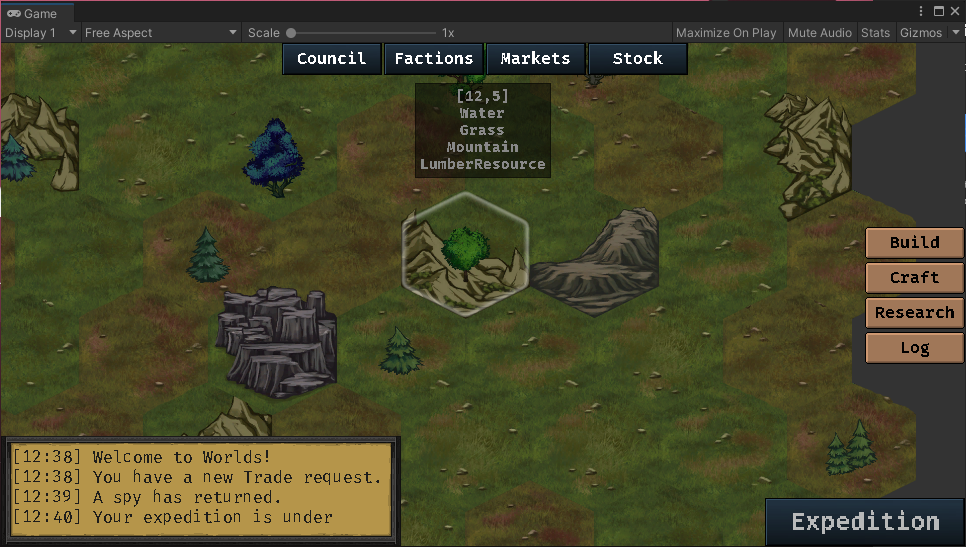 Game
Display 1 Free Aspect Scale 1x Maximize On Play Mute Audio Stats Gizmos
Council Factions Markets Stock
[12,5]
Water
Grass
Mountain
LumberResource
Build
Craft
Research
Log
[12:38] Welcome to Worlds!
[12:38] You have a new Trade request.
[12:39] A spy has returned.
[12:40] Your expedition is under
Expedition